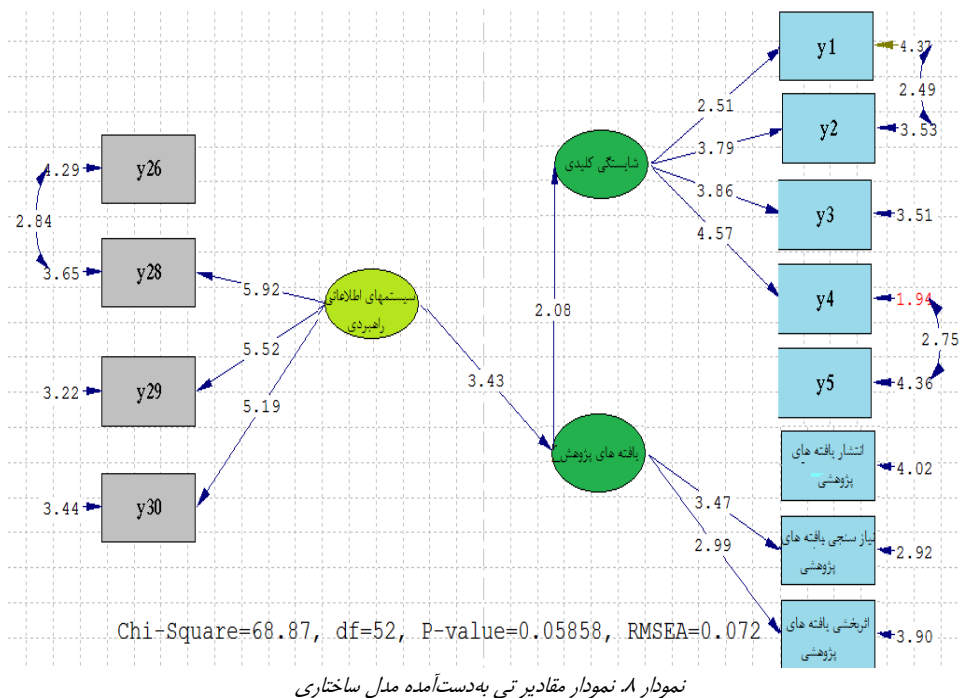 y1
4.37
2.51
2.49
y2
3.53
3.79
شایستگی کلیدی
y26
4.29
3.86
y3
3.51
2.84
4.57
y28
3.65
5.92
سیستمهای اطلاعاتی
راهبردی
y4
1.94
2.08
2.75
5.52
3.43
y29
3.22
y5
4.36
5.19
یافته های پژوهش
انتشار یافته های
پژوهشی
4.02
y30
3.44
3.47
نیاز سنجی یافته های
پژوهشی
2.92
2.99
اثربخشی یافته های
پژوهشی
3.90
Chi-Square=68.87, df=52, P-value=0.05858, RMSEA=0.072
نمودار ۸. نمودار مقادیر تی به‌دست‌آمده مدل ساختاری